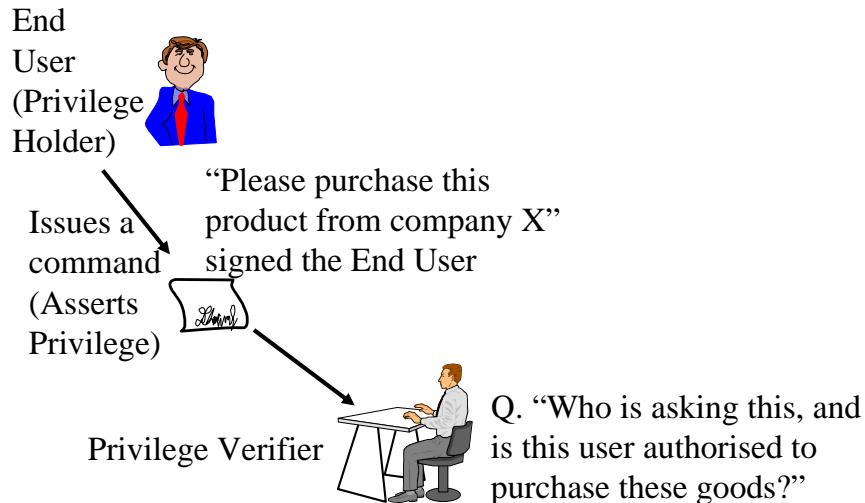 End
User
(Privilege
Holder)
“Please purchase this
product from company X”
signed the End User
Issues a
command
(Asserts
Privilege)
Privilege Verifier
Q. “Who is asking this, and
is this user authorised to
purchase these goods?”